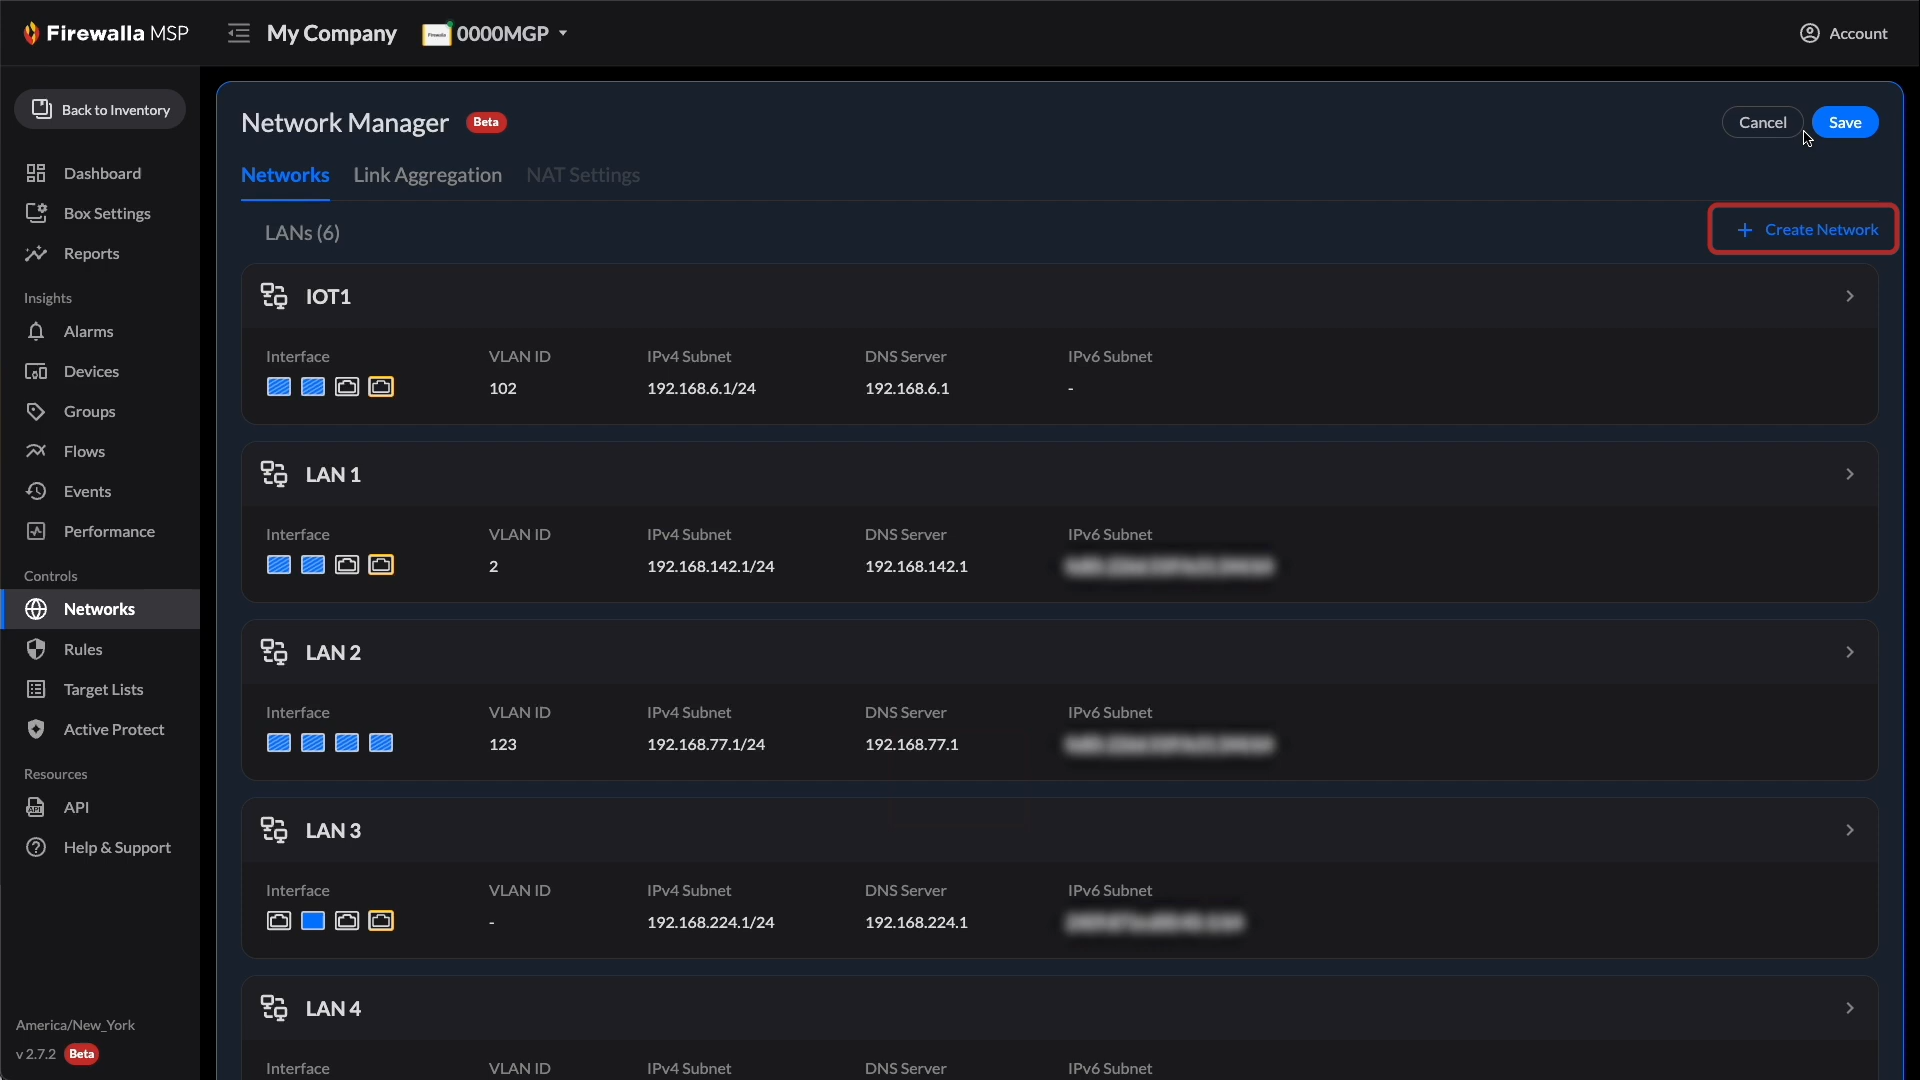 Firewalla MSP
My Company
0000MGP
Account
Back to Inventory
Dashboard
Box Settings
Reports
Insights
Alarms
Devices
Groups
Flows
Events
Performance
Controls
Networks
Rules
Target Lists
Active Protect
Resources
API
Help & Support
America/New_York
v 2.7.2 Beta
Network Manager Beta
Cancel Save
Networks Link Aggregation NAT Settings
LANs (6)
+ Create Network
IOT1
Interface VLAN ID IPv4 Subnet DNS Server IPv6 Subnet
102 192.168.6.1/24 192.168.6.1 -
LAN 1
Interface VLAN ID IPv4 Subnet DNS Server IPv6 Subnet
2 192.168.142.1/24 192.168.142.1
LAN 2
Interface VLAN ID IPv4 Subnet DNS Server IPv6 Subnet
123 192.168.77.1/24 192.168.77.1
LAN 3
Interface VLAN ID IPv4 Subnet DNS Server IPv6 Subnet
- 192.168.224.1/24 192.168.224.1
LAN 4
Interface VLAN ID IPv4 Subnet DNS Server IPv6 Subnet